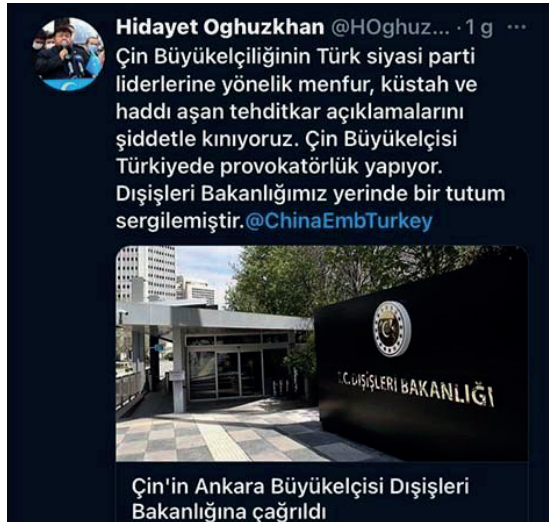 Hidayet Oghuzkhan @HOghuz... · 1 g ...
Çin Büyükelçiliğinin Türk siyasi parti
liderlerine yönelik menfur, küstah ve
haddı aşan tehditkar açıklamalarını
şiddetle kınıyoruz. Çin Büyükelçisi
Türkiyede provokatörlük yapıyor.
Dışişleri Bakanlığımız yerinde bir tutum
sergilemiştir.@ChinaEmbTurkey
T.C. DIŞİŞLERİ BAKANLIĞI
Çin'in Ankara Büyükelçisi Dışişleri
Bakanlığına çağrıldı